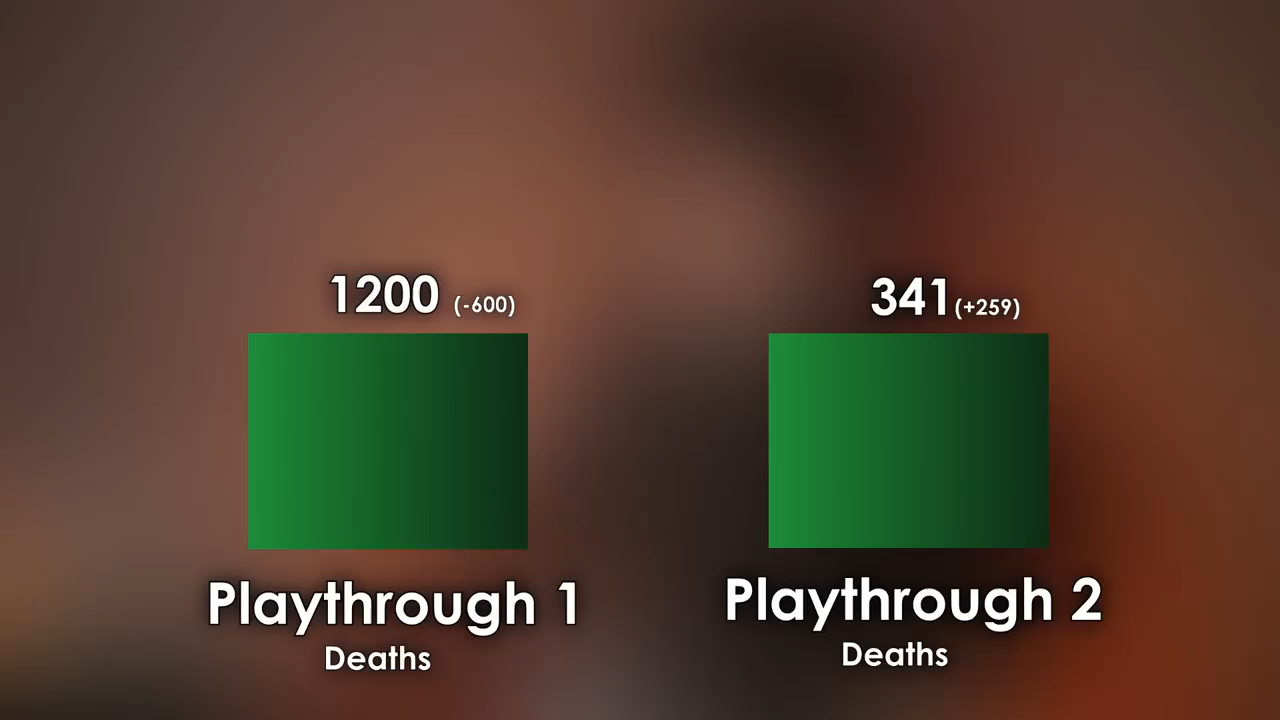 1200 (-600)
341 (+259)
Playthrough 1
Deaths
Playthrough 2
Deaths